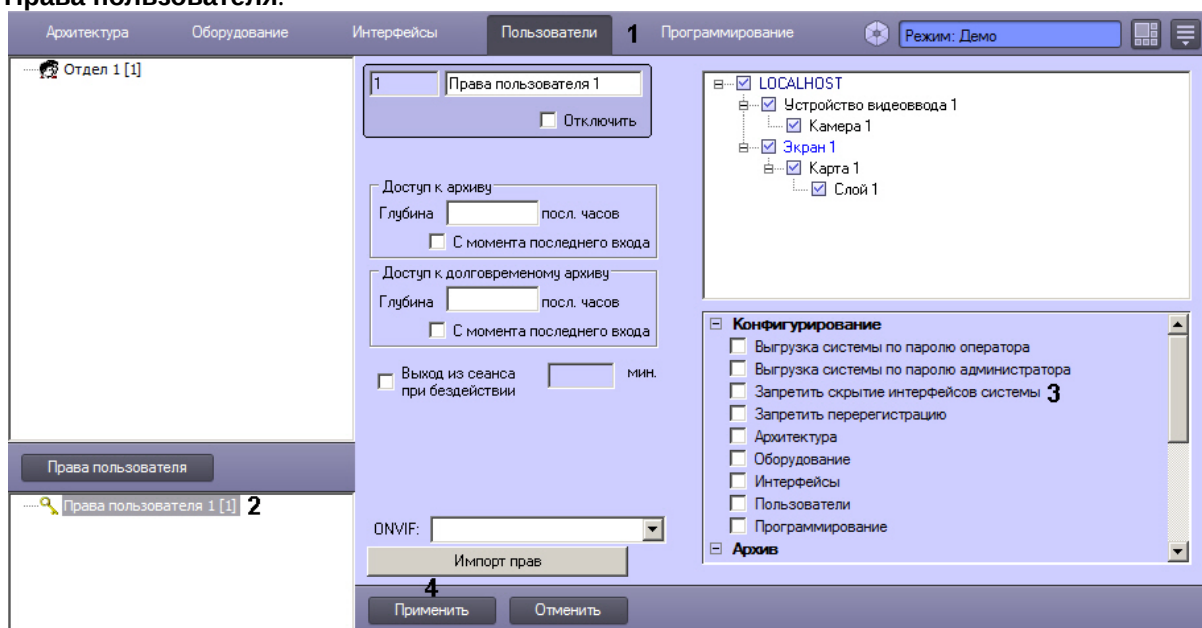 Права пользователя.
Архитектура Оборудование Интерфейсы Пользователи 1 Программирование Режим: Демо
Отдел 1 [1]
Права пользователя
Права пользователя 1 [1] 2
1 Права пользователя 1
Отключить
Доступ к архиву
Глубина посл. часов
С момента последнего входа
Доступ к долговременому архиву
Глубина посл. часов
С момента последнего входа
Выход из сеанса мин.
при бездействии
ONVIF:
Импорт прав
4
Применить Отменить
LOCALHOST
Устройство видеоввода 1
Камера 1
Экран 1
Карта 1
Слой 1
Конфигурирование
Выгрузка системы по паролю оператора
Выгрузка системы по паролю администратора
Запретить скрытие интерфейсов системы 3
Запретить перерегистрацию
Архитектура
Оборудование
Интерфейсы
Пользователи
Программирование
Архив